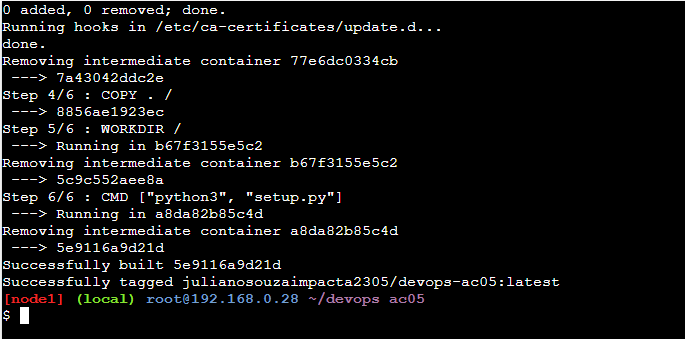 0 added, 0 removed; done.
Running hooks in /etc/ca-certificates/update.d...
done.
Removing intermediate container 77e6dc0334cb
 ---> 7a43042ddc2e
Step 4/6 : COPY . /
 ---> 8856ae1923ec
Step 5/6 : WORKDIR /
 ---> Running in b67f3155e5c2
Removing intermediate container b67f3155e5c2
 ---> 5c9c552aee8a
Step 6/6 : CMD ["python3", "setup.py"]
 ---> Running in a8da82b85c4d
Removing intermediate container a8da82b85c4d
 ---> 5e9116a9d21d
Successfully built 5e9116a9d21d
Successfully tagged julianosouzaimpacta2305/devops-ac05:latest
[node1] (local) root@192.168.0.28 ~/devops ac05
$